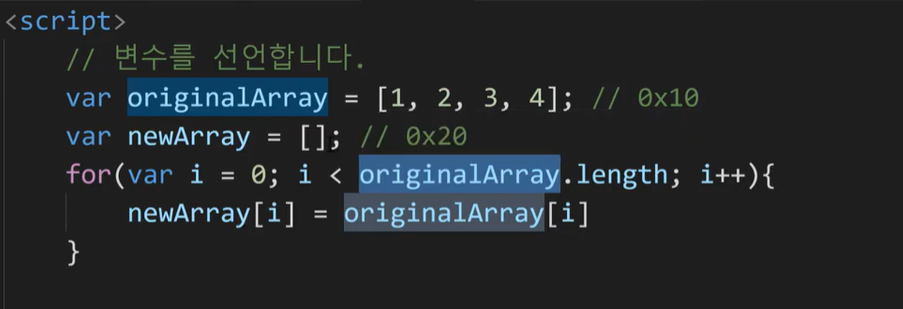 <script>
// 변수를 선언합니다.
var originalArray = [1, 2, 3, 4]; // 0x10
var newArray = []; // 0x20
for(var i = 0; i < originalArray.length; i++){
newArray[i] = originalArray[i]
}